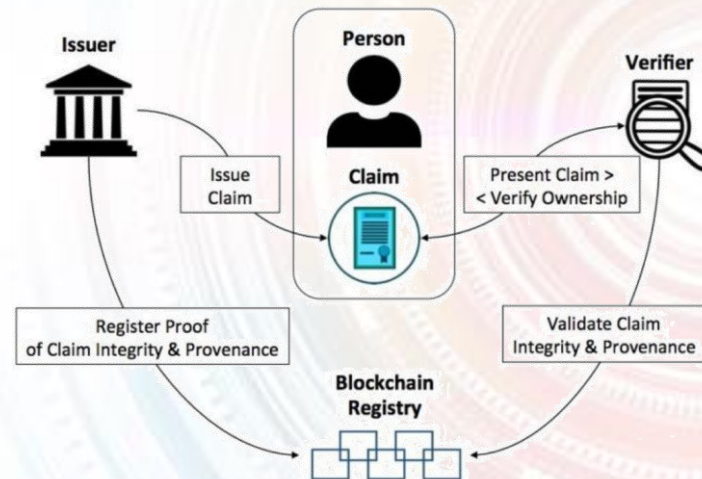 Issuer
Person
Verifier
Issue
Claim
Claim
Present Claim >
< Verify Ownership
Register Proof
of Claim Integrity & Provenance
Validate Claim
Integrity & Provenance
Blockchain
Registry